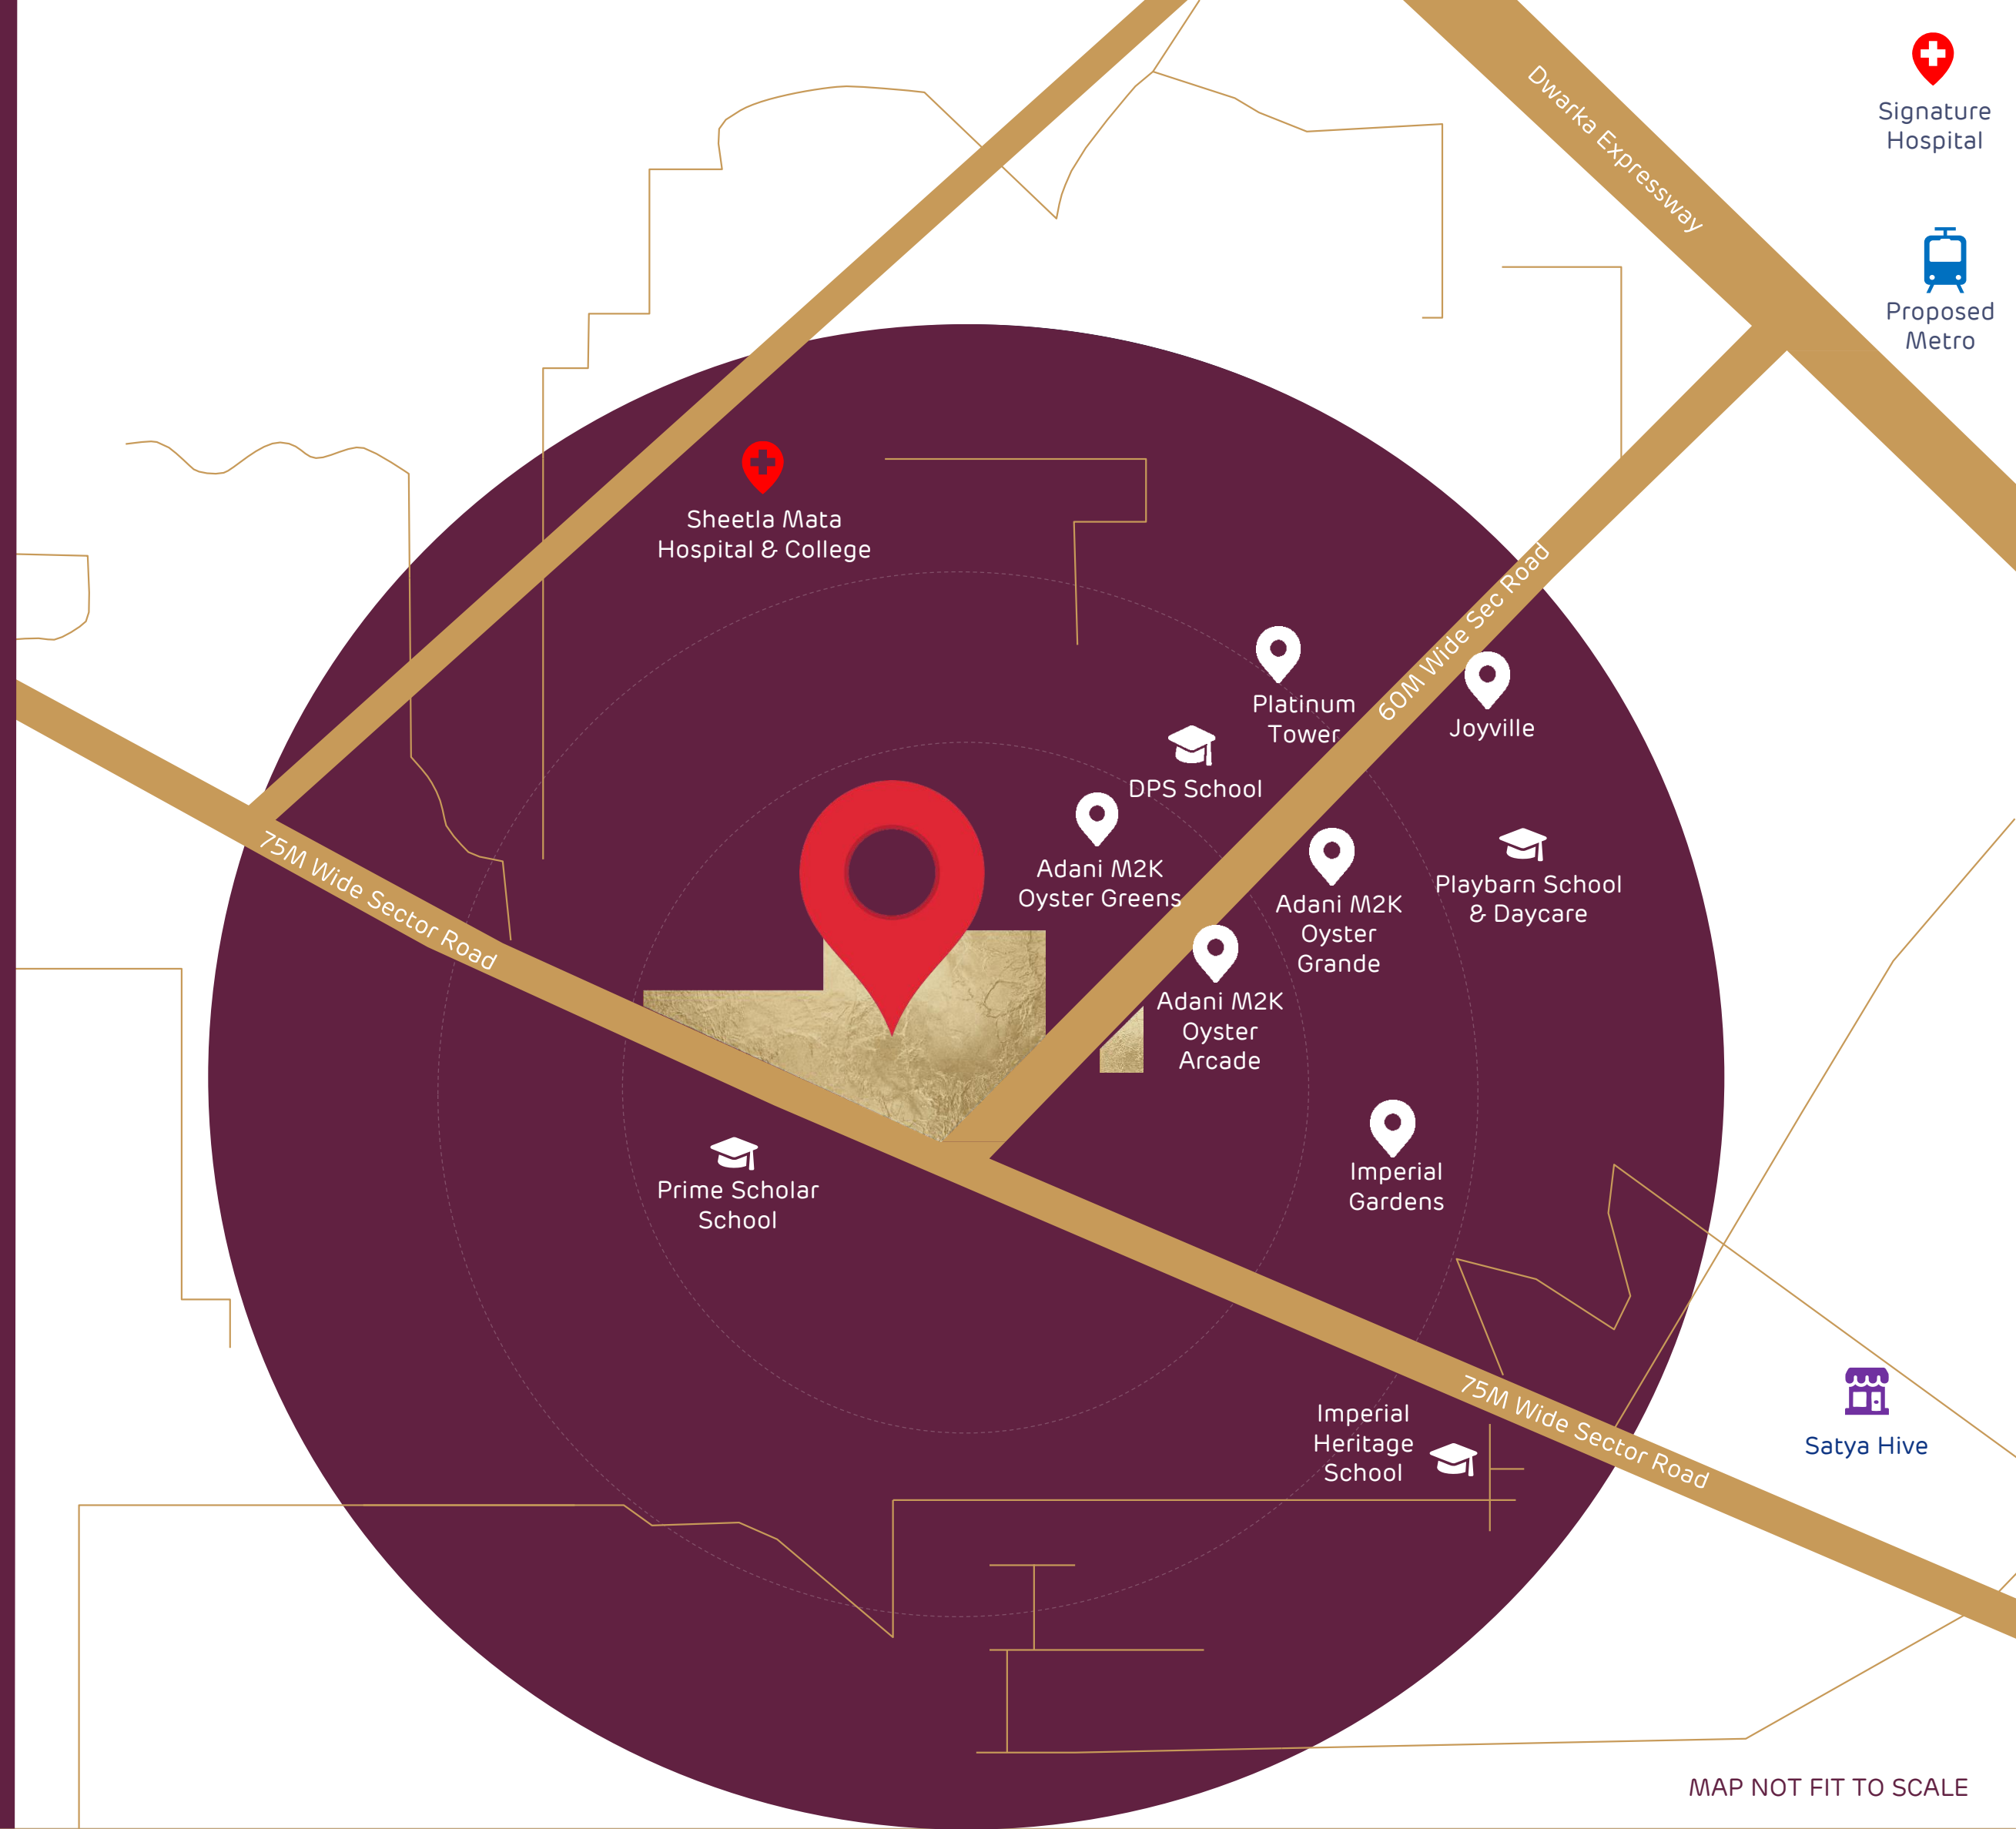 Dwarka Expressway
Signature
Hospital
Proposed
Metro
Sheetla Mata
Hospital & College
60M Wide Sec Road
Platinum
Tower
Joyville
DPS School
75M Wide Sector Road
Adani M2K
Oyster Greens
Adani M2K
Oyster
Grande
Playbarn School
& Daycare
Adani M2K
Oyster
Arcade
Prime Scholar
School
Imperial
Gardens
75M Wide Sector Road
Imperial
Heritage
School
Satya Hive
MAP NOT FIT TO SCALE